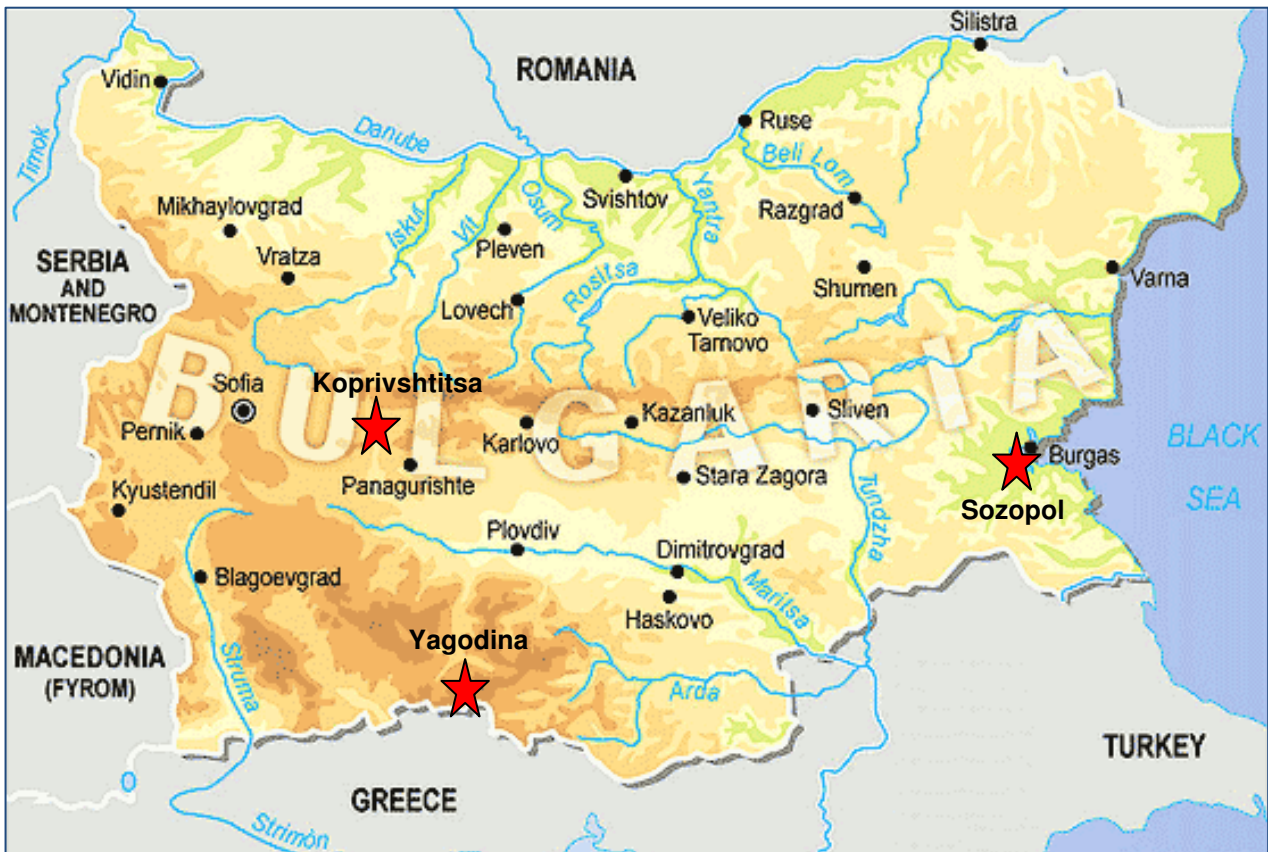 Silistra
ROMANIA
Vidin
Timok
Danube
Ruse
Beli Lom
Svishtov
Yantra
Razgrad
Mikhaylovgrad
Iskur
Vit
Osum
Pleven
Vratza
SERBIA
AND
MONTENEGRO
Rositsa
Shumen
Varna
Lovech
Veliko
Tarnovo
BULGARIA
Sofia
Koprivshtitsa
Pernik
Karlovo
Kazanluk
Sliven
BLACK
SEA
Burgas
Panagurishte
Stara Zagora
Kyustendil
Tundzha
Sozopol
Plovdiv
Dimitrovgrad
Blagoevgrad
Maritsa
Haskovo
Yagodina
MACEDONIA
(FYROM)
Struma
Arda
TURKEY
GREECE
Strimòn